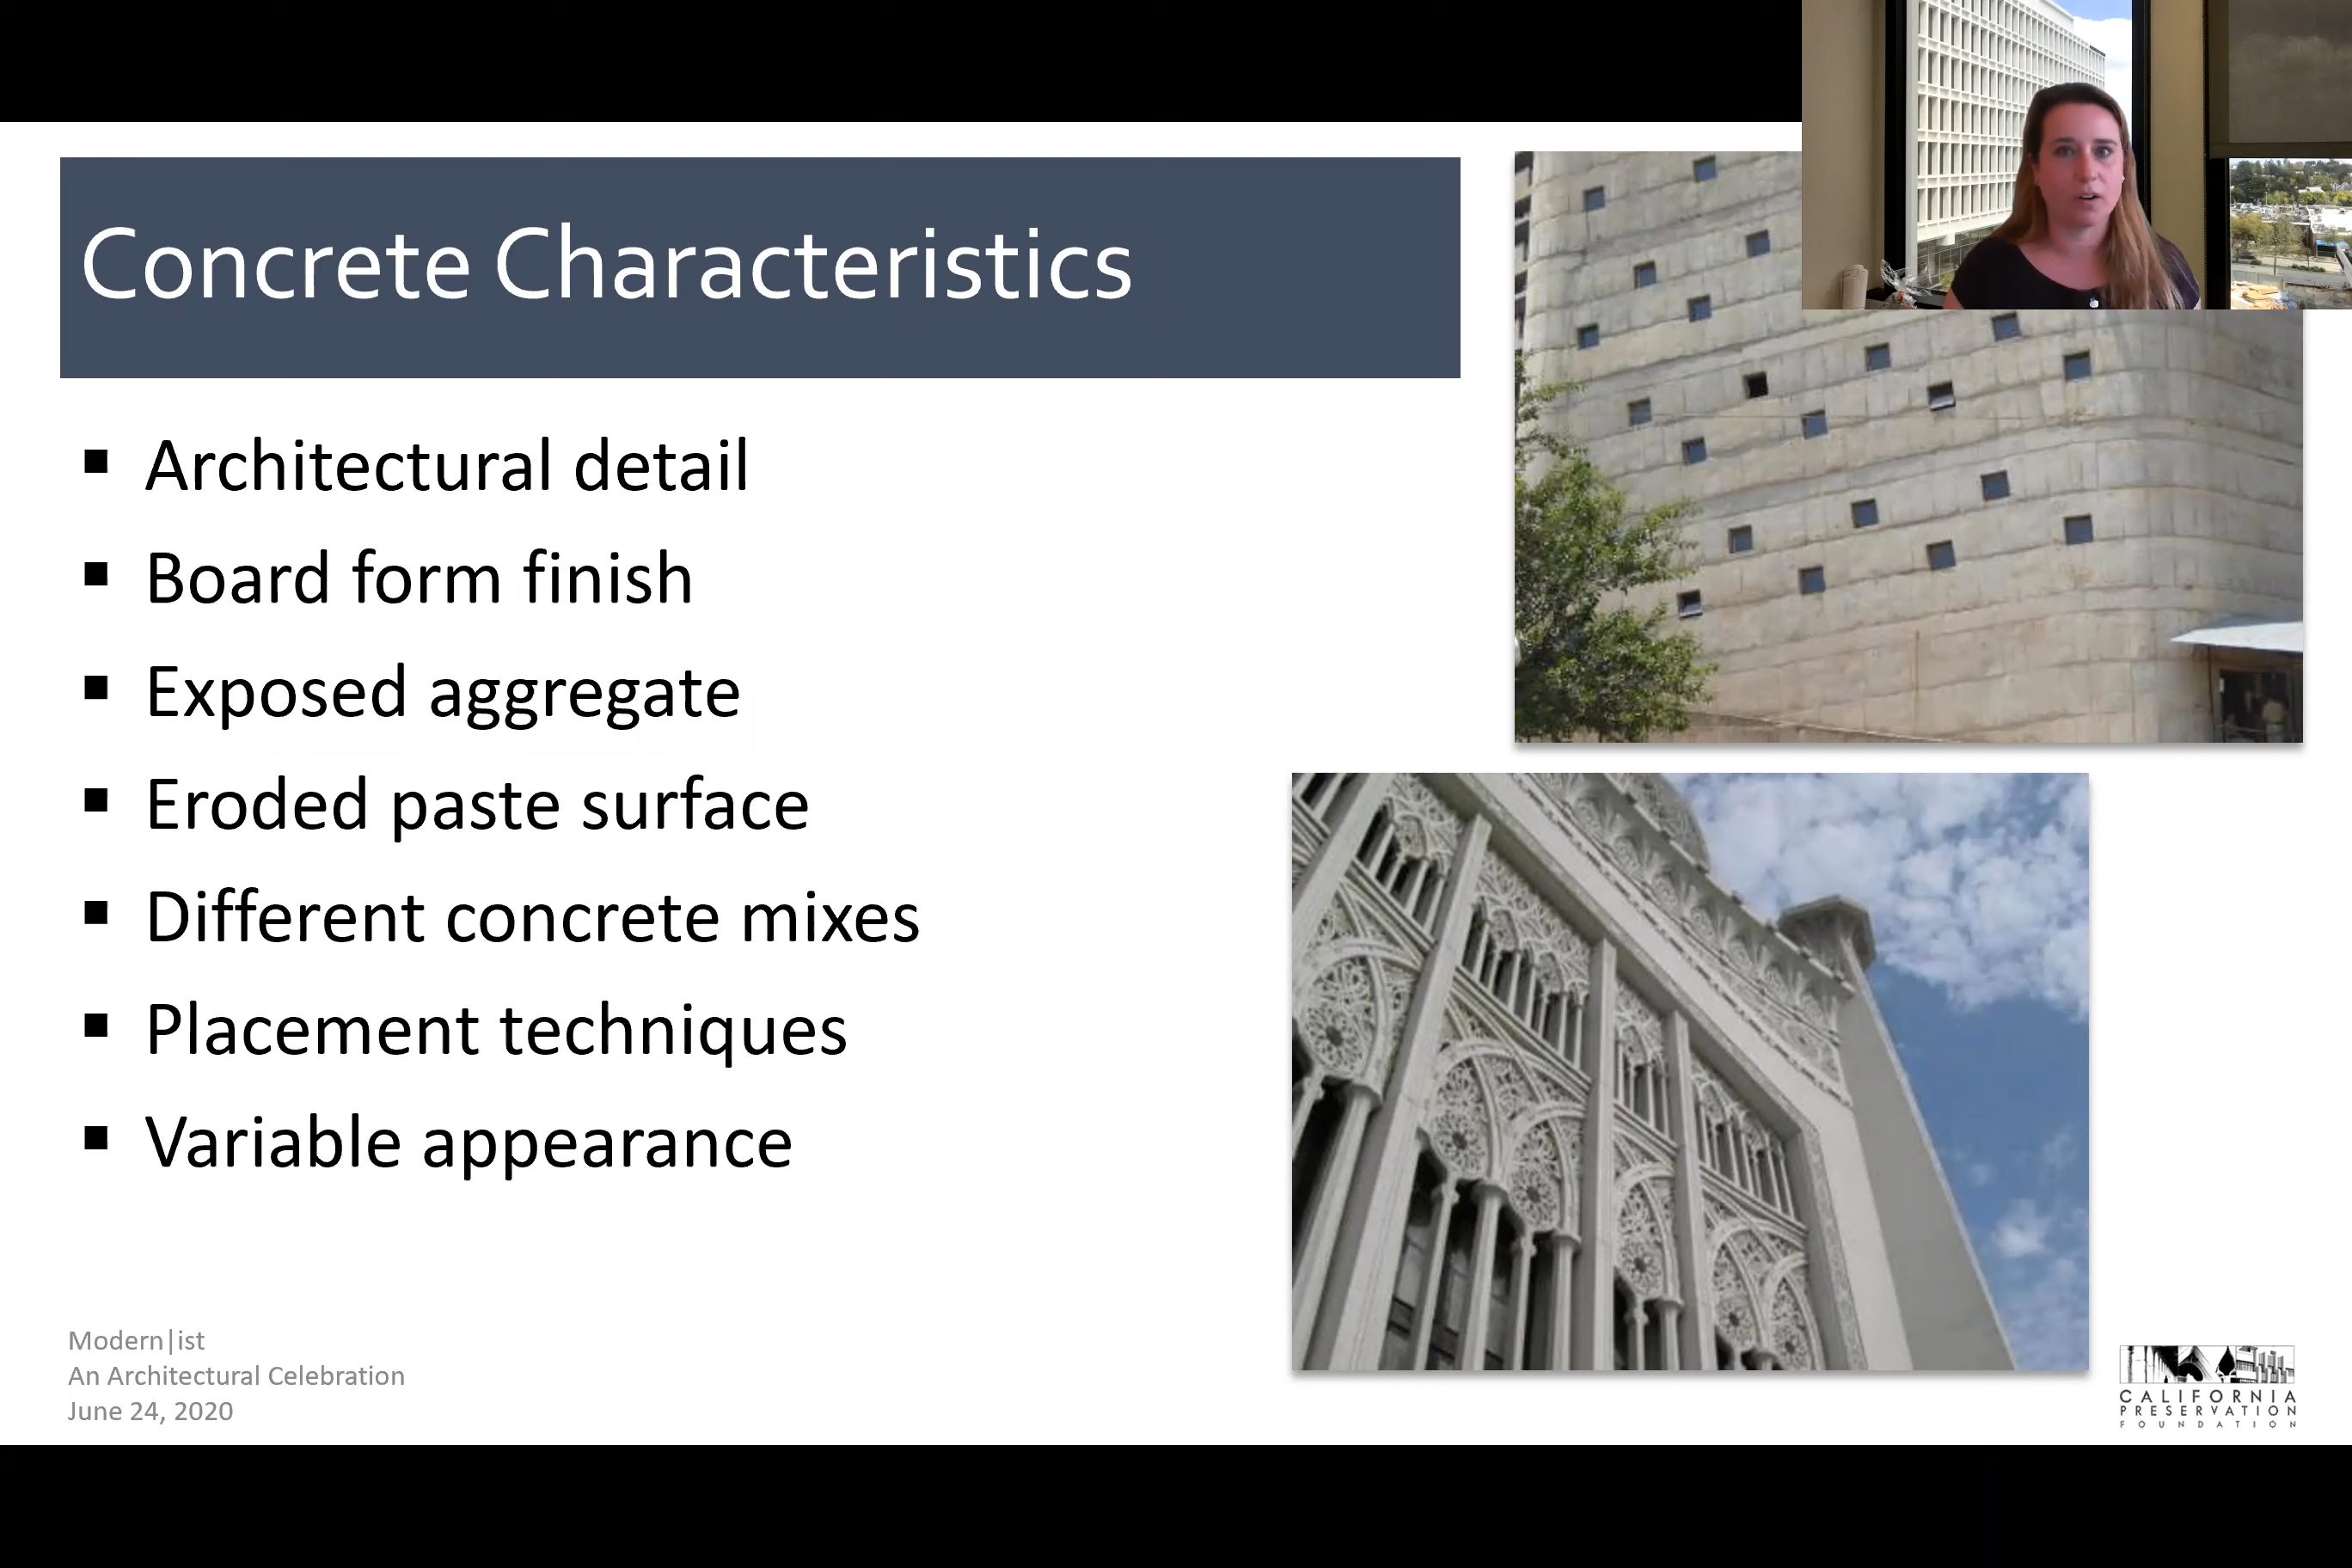 Concrete Characteristics
▪ Architectural detail
▪ Board form finish
▪ Exposed aggregate
▪ Eroded paste surface
▪ Different concrete mixes
▪ Placement techniques
▪ Variable appearance
Modern|ist
An Architectural Celebration
June 24, 2020
CALIFORNIA
PRESERVATION
FOUNDATION